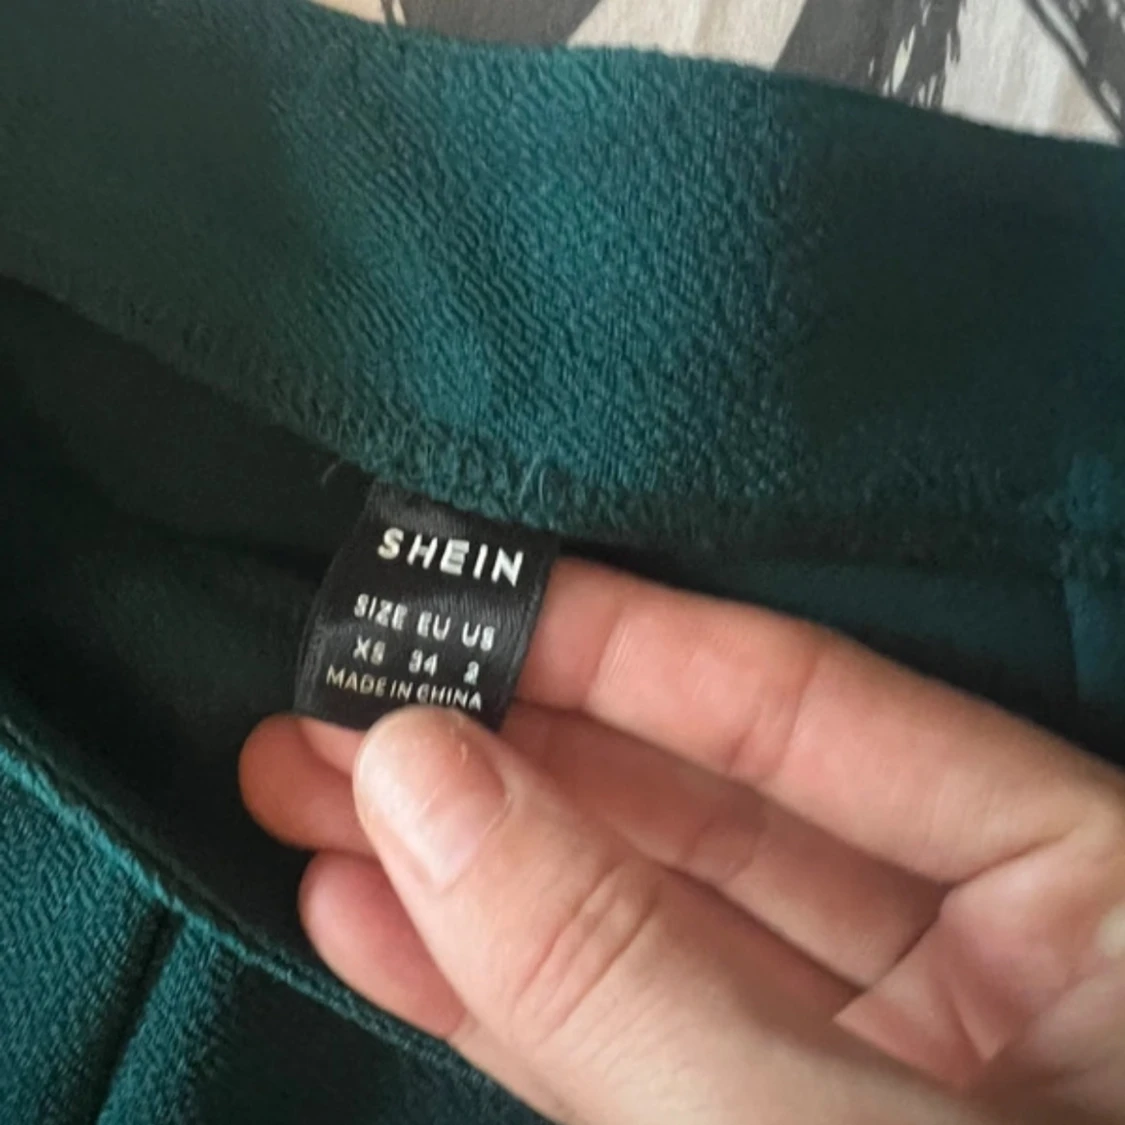 SHEIN
SIZE EU US
XS 34 2
MADE IN CHINA